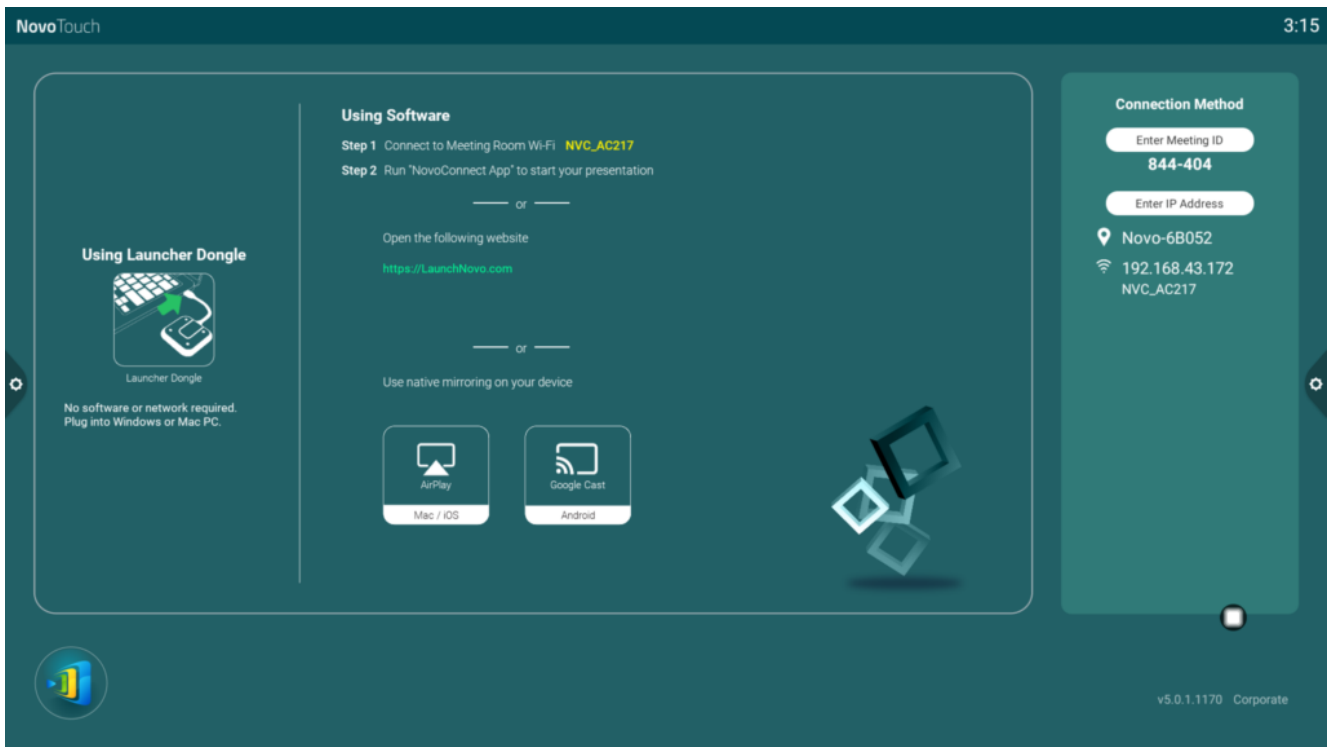 NovoTouch
3:15
Using Launcher Dongle
Launcher Dongle
No software or network required.
Plug into Windows or Mac PC.
Using Software
Step 1 Connect to Meeting Room Wi-Fi NVC_AC217
Step 2 Run "NovoConnect App" to start your presentation
or
Open the following website
https://LaunchNovo.com
or
Use native mirroring on your device
AirPlay
Mac / iOS
Google Cast
Android
Connection Method
Enter Meeting ID
844-404
Enter IP Address
Novo-6B052
192.168.43.172
NVC_AC217
v5.0.1.1170 Corporate